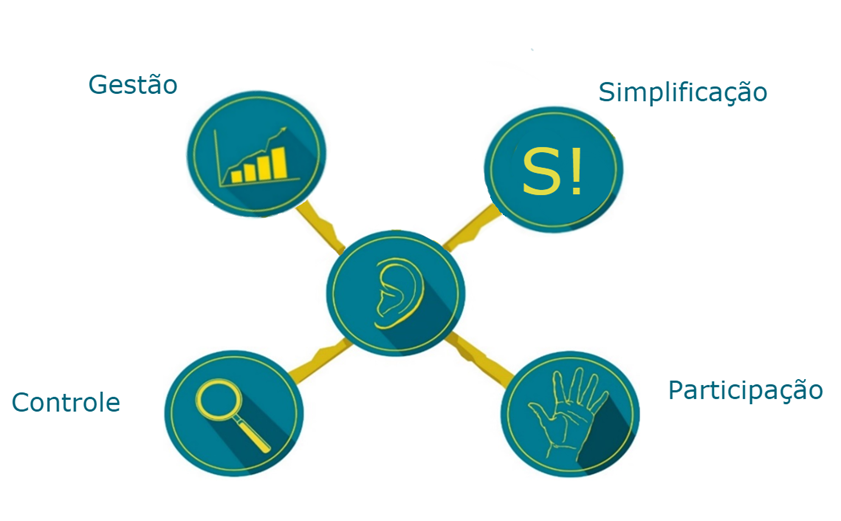 Gestão
Simplificação
S!
Controle
Participação